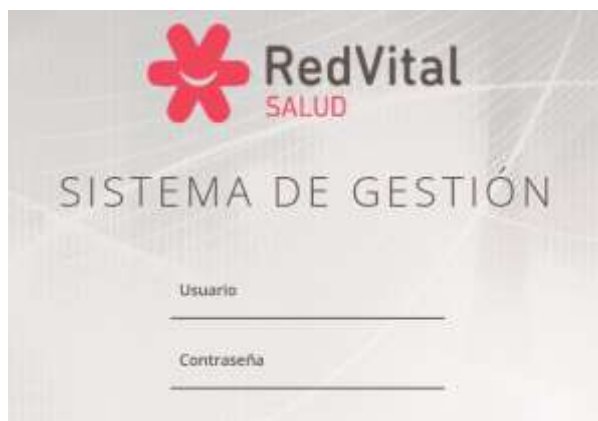 RedVital
SALUD
SISTEMA DE GESTIÓN
Usuario
Contraseña